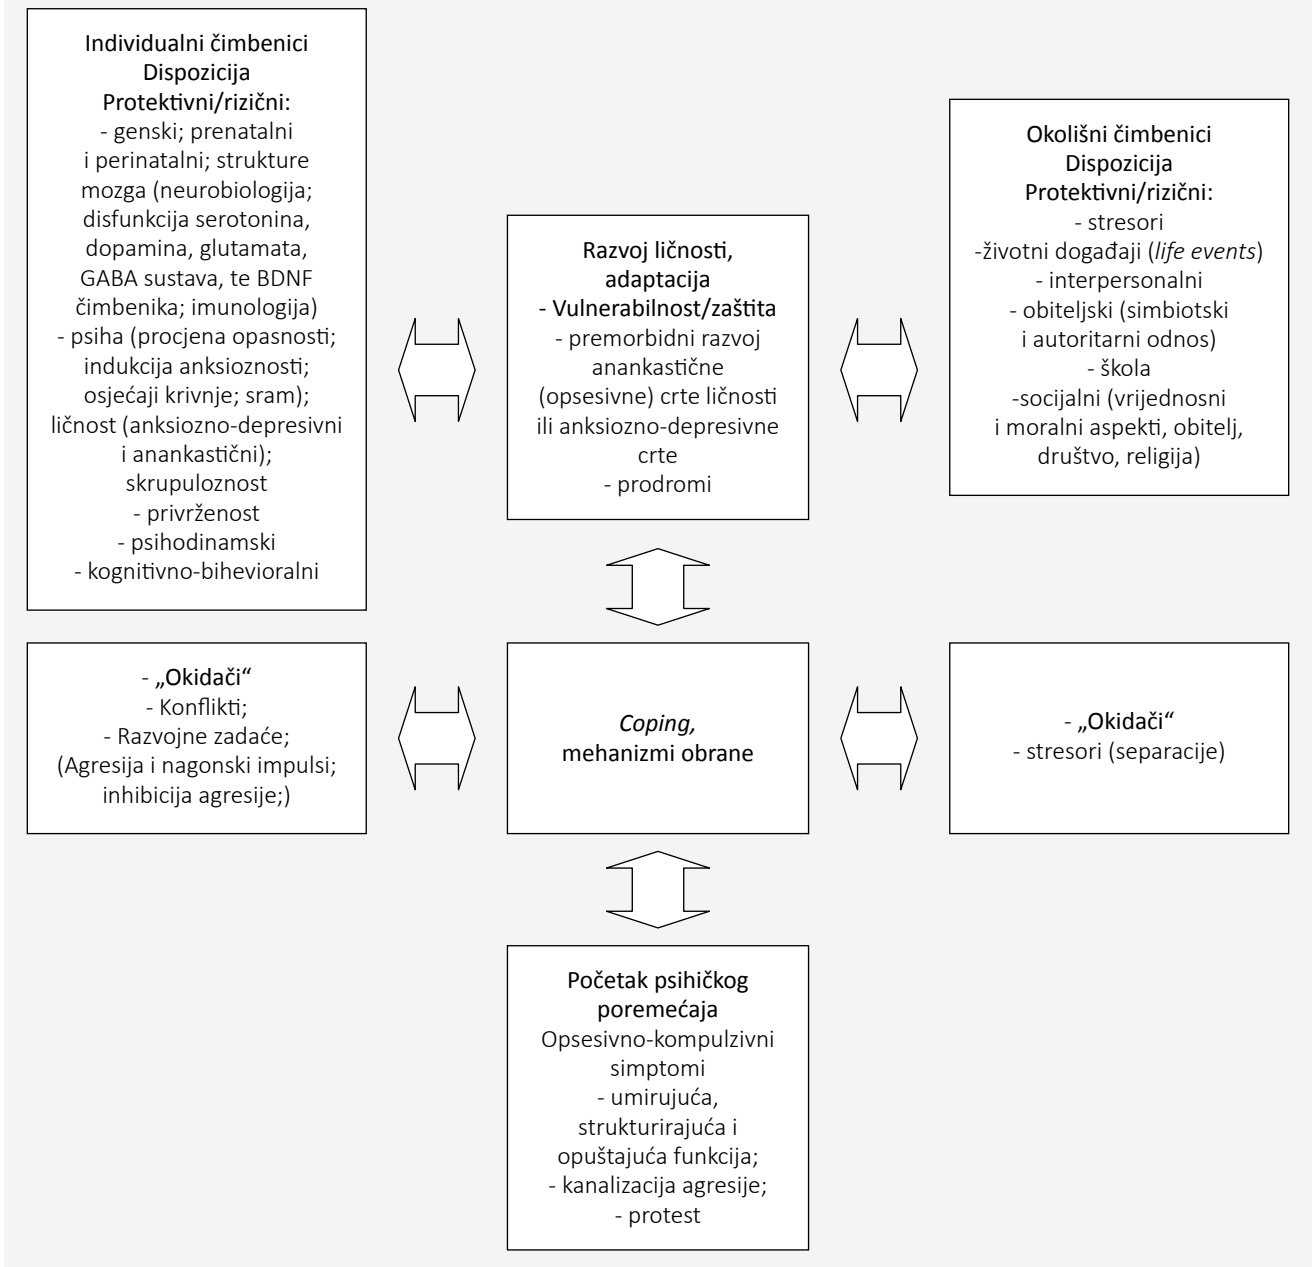 Individualni čimbenici
Dispozicija
Protektivni/rizični:
- genski; prenatalni
i perinatalni; strukture
mozga (neurobiologija;
disfunkcija serotonina,
dopamina, glutamata,
GABA sustava, te BDNF
čimbenika; imunologija)
- psiha (procjena opasnosti;
indukcija anksioznosti;
osjećaji krivnje; sram);
ličnost (anksiozno-depresivni
i anankastični);
skrupuloznost
- privrženost
- psihodinamski
- kognitivno-bihevioralni
Razvoj ličnosti,
adaptacija
- Vulnerabilnost/zaštita
- premorbidni razvoj
anankastične
(opsesivne) crte ličnosti
ili anksiozno-depresivne
crte
- prodromi
Okolišni čimbenici
Dispozicija
Protektivni/rizični:
- stresori
-životni događaji (life events)
- interpersonalni
- obiteljski (simbiotski
i autoritarni odnos)
- škola
-socijalni (vrijednosni
i moralni aspekti, obitelj,
društvo, religija)
- „Okidači“
- Konflikti;
- Razvojne zadaće;
(Agresija i nagonski impulsi;
inhibicija agresije;)
Coping,
mehanizmi obrane
- „Okidači“
- stresori (separacije)
Početak psihičkog
poremećaja
Opsesivno-kompulzivni
simptomi
- umirujuća,
strukturirajuća i
opuštajuća funkcija;
- kanalizacija agresije;
- protest